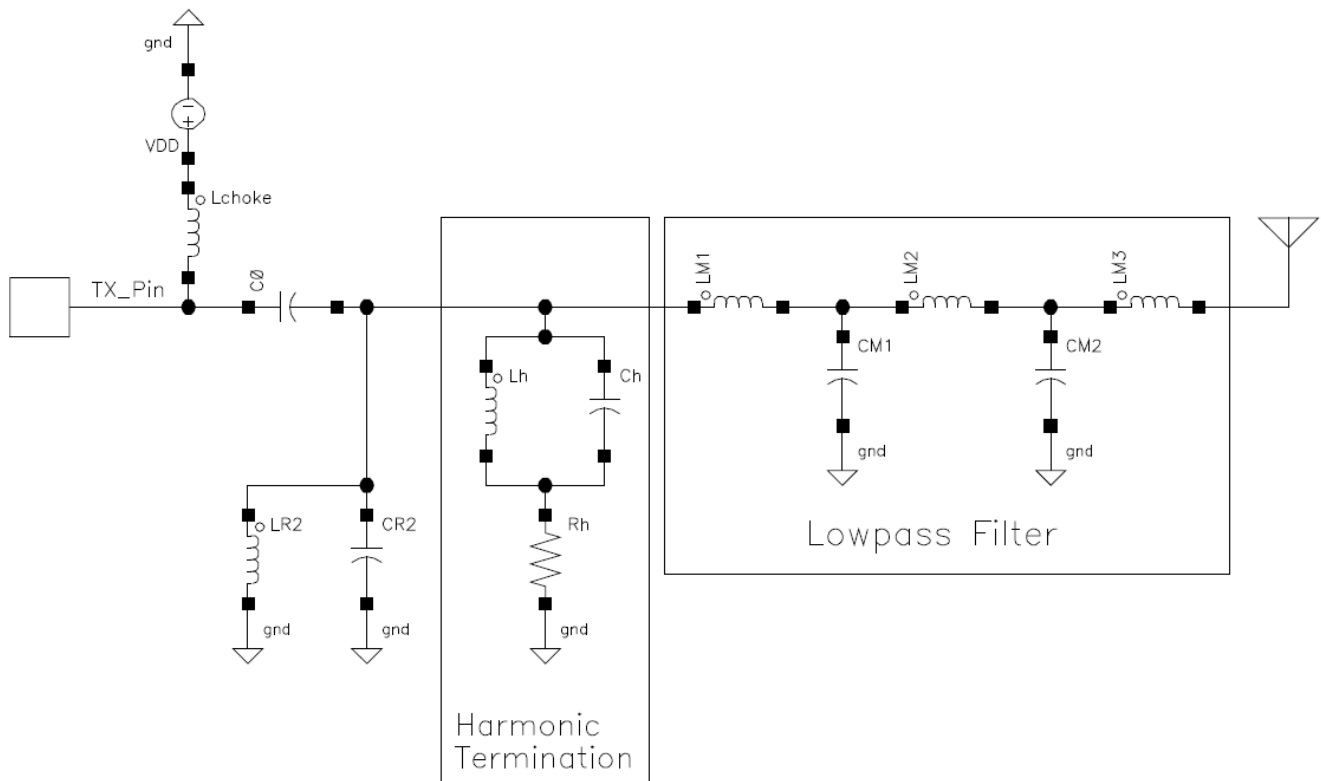 gnd
VDD
Lchoke
TX_Pin
C0
LM1
LM2
LM3
Lh
Ch
CM1
CM2
gnd
gnd
LR2
CR2
Rh
Lowpass Filter
gnd
gnd
gnd
Harmonic
Termination